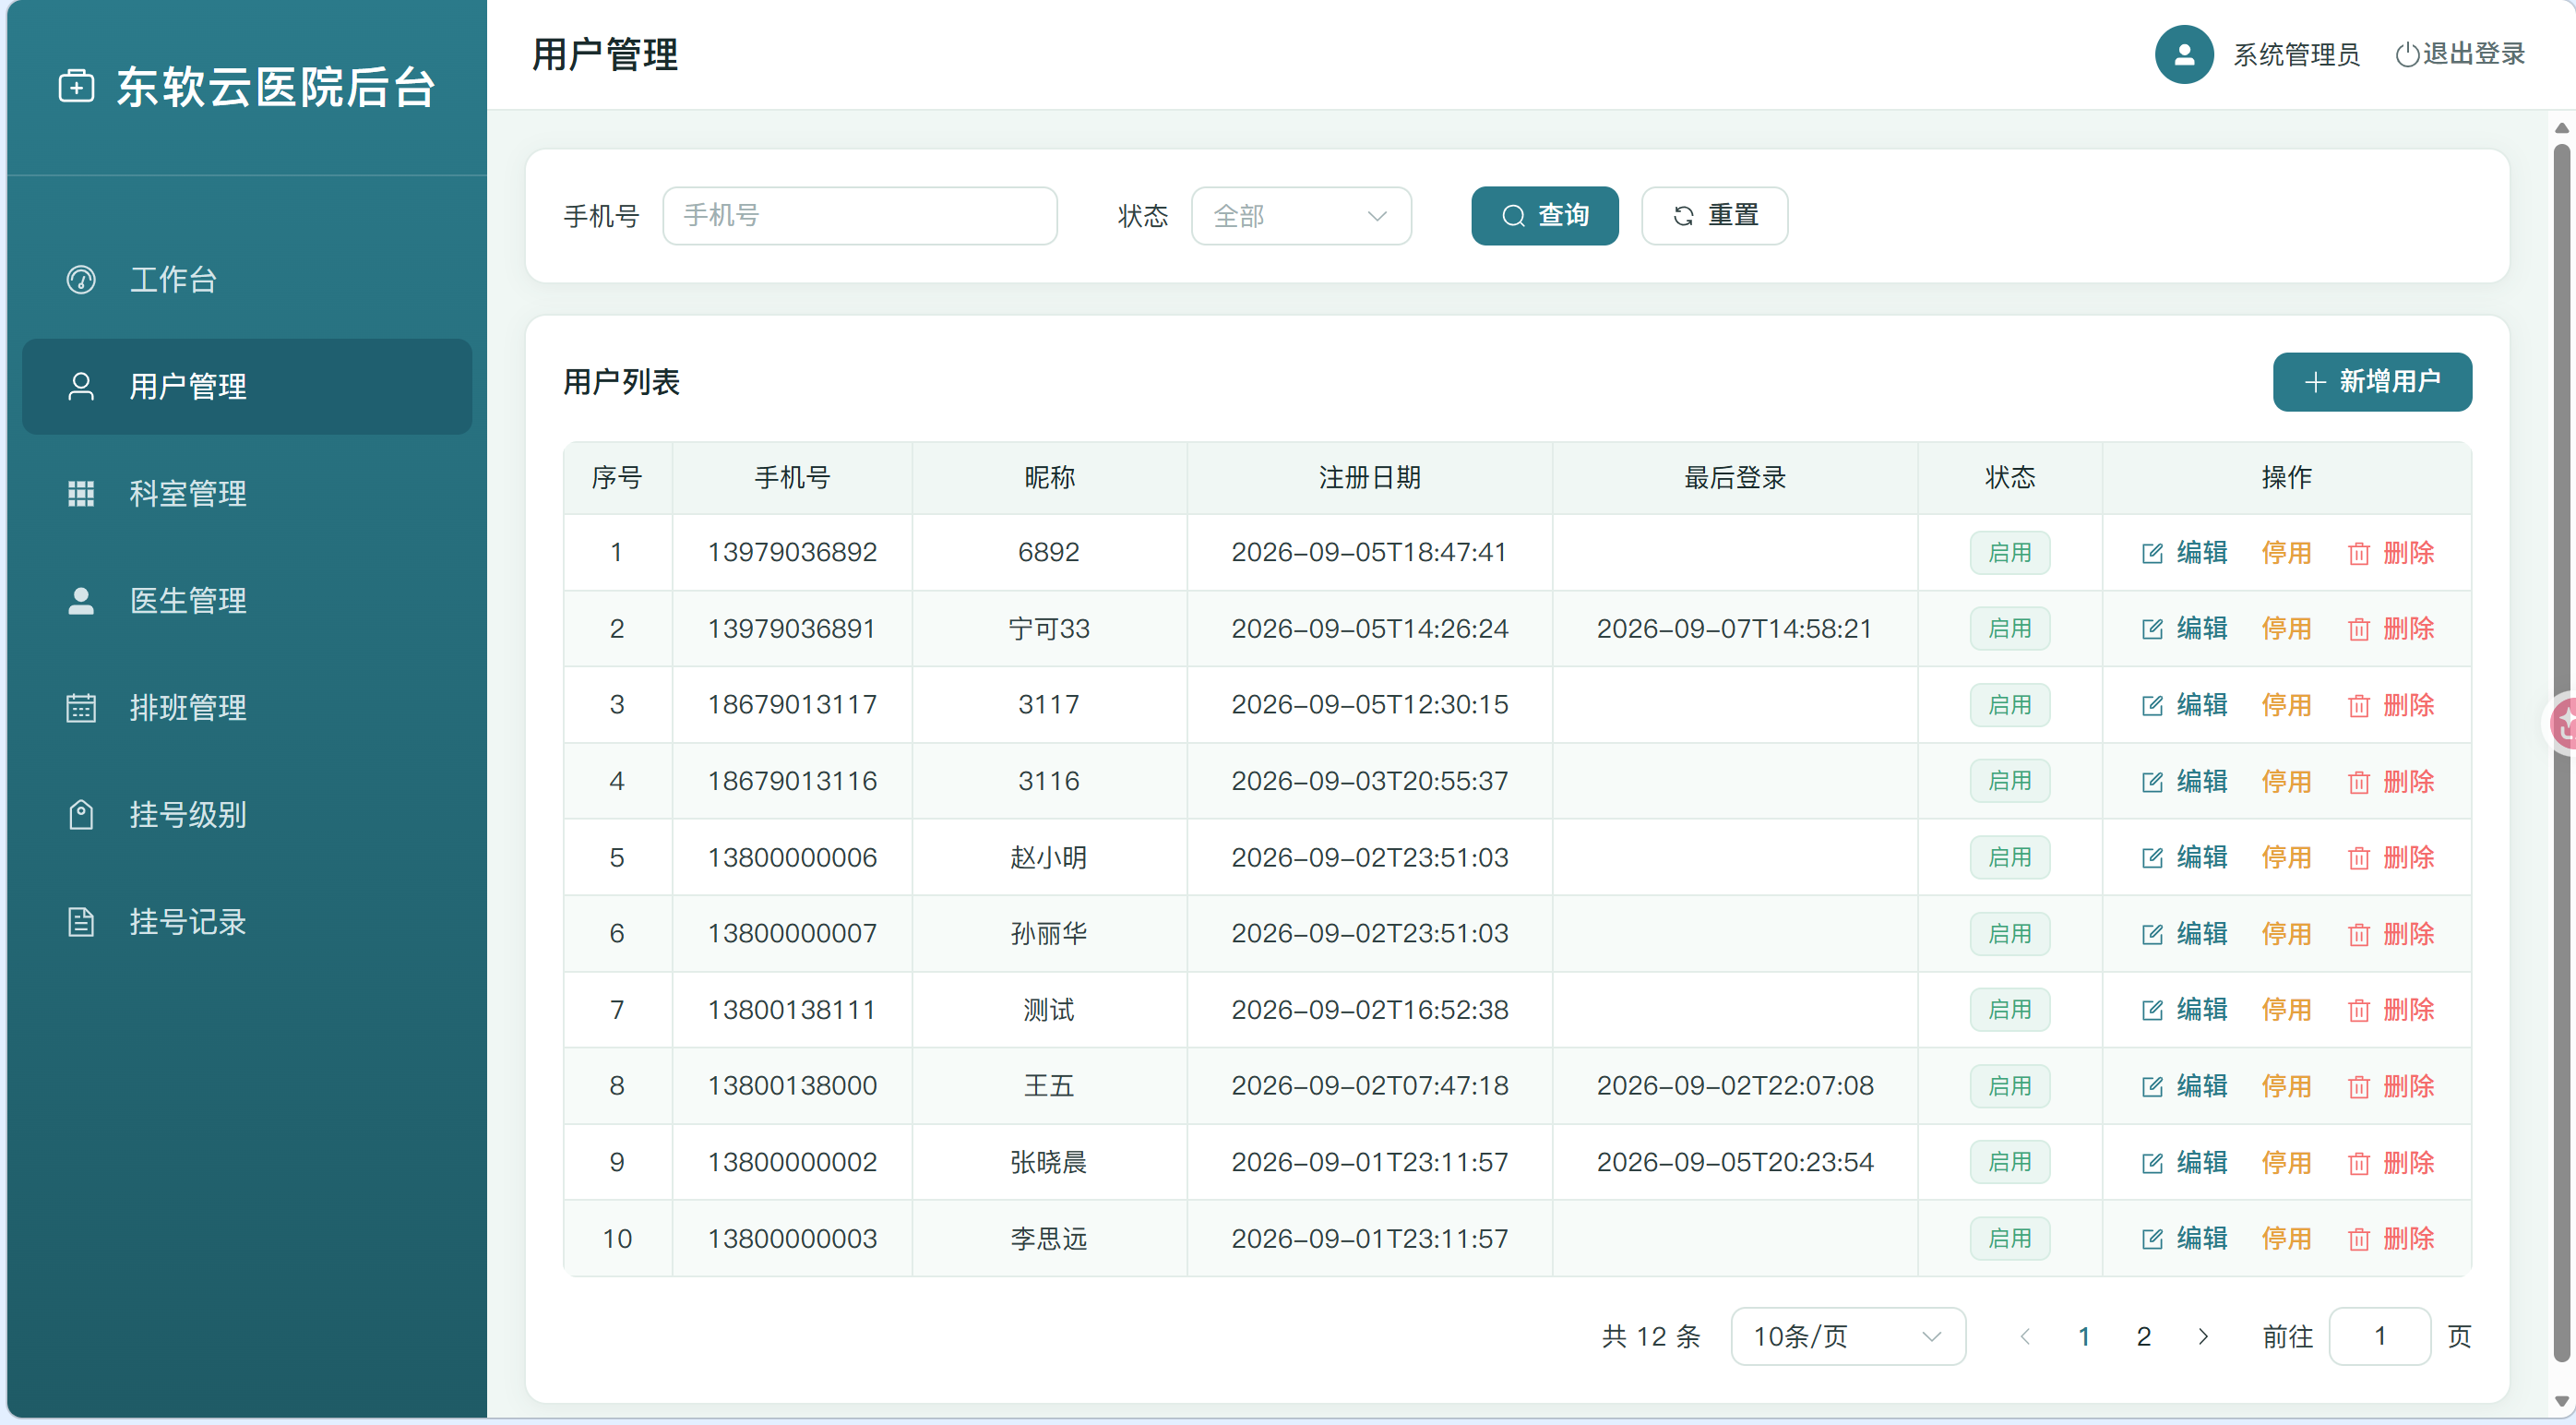 东软云医院后台
工作台
用户管理
科室管理
医生管理
排班管理
挂号级别
挂号记录
用户管理
系统管理员 退出登录
手机号 手机号 状态 全部 查询 重置
用户列表 新增用户
序号 手机号 昵称 注册日期 最后登录 状态 操作
1 13979036892 6892 2026-09-05T18:47:41 启用 编辑 停用 删除
2 13979036891 宁可33 2026-09-05T14:26:24 2026-09-07T14:58:21 启用 编辑 停用 删除
3 18679013117 3117 2026-09-05T12:30:15 启用 编辑 停用 删除
4 18679013116 3116 2026-09-03T20:55:37 启用 编辑 停用 删除
5 13800000006 赵小明 2026-09-02T23:51:03 启用 编辑 停用 删除
6 13800000007 孙丽华 2026-09-02T23:51:03 启用 编辑 停用 删除
7 13800138111 测试 2026-09-02T16:52:38 启用 编辑 停用 删除
8 13800138000 王五 2026-09-02T07:47:18 2026-09-02T22:07:08 启用 编辑 停用 删除
9 13800000002 张晓晨 2026-09-01T23:11:57 2026-09-05T20:23:54 启用 编辑 停用 删除
10 13800000003 李思远 2026-09-01T23:11:57 启用 编辑 停用 删除
共 12 条 10条/页 1 2 前往 1 页